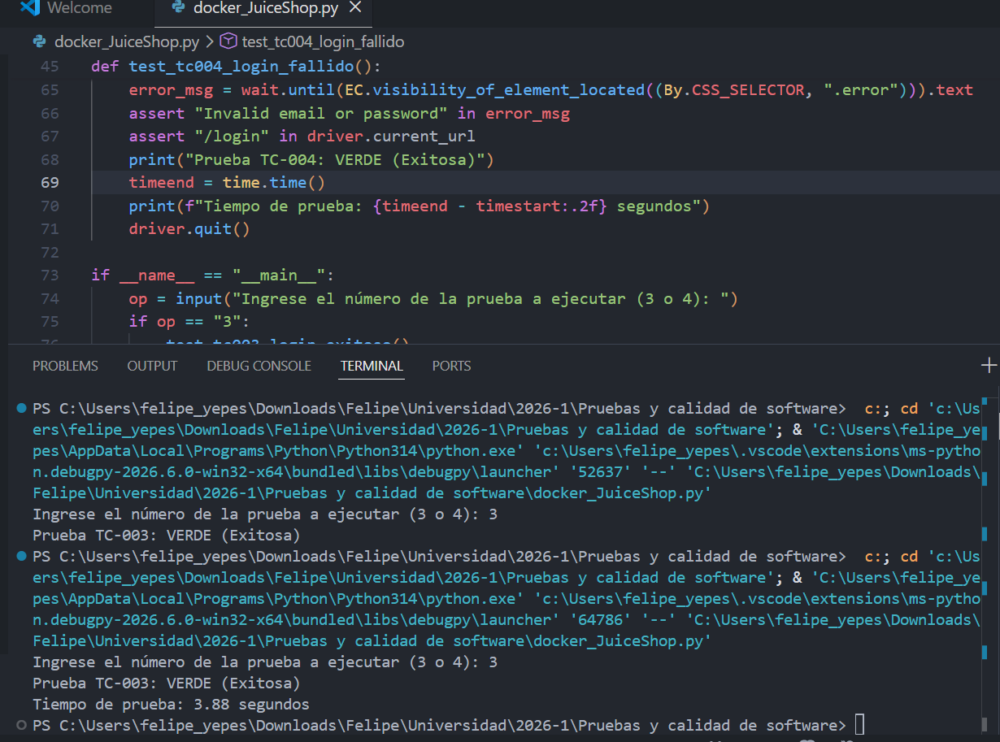 Welcome
docker_JuiceShop.py
docker_JuiceShop.py > test_tc004_login_fallido
45 def test_tc004_login_fallido():
65 error_msg = wait.until(EC.visibility_of_element_located((By.CSS_SELECTOR, ".error"))).text
66 assert "Invalid email or password" in error_msg
67 assert "/login" in driver.current_url
68 print("Prueba TC-004: VERDE (Exitosa)")
69 timeend = time.time()
70 print(f"Tiempo de prueba: {timeend - timestart:.2f} segundos")
71 driver.quit()
72
73 if __name__ == "__main__":
74 op = input("Ingrese el número de la prueba a ejecutar (3 o 4): ")
75 if op == "3":
76 test_tc003_login_exitoso()
PROBLEMS OUTPUT DEBUG CONSOLE TERMINAL PORTS
PS C:\Users\felipe_yepes\Downloads\Felipe\Universidad\2026-1\Pruebas y calidad de software> c:; cd 'c:\Us
ers\felipe_yepes\Downloads\Felipe\Universidad\2026-1\Pruebas y calidad de software'; & 'C:\Users\felipe_ye
pes\AppData\Local\Programs\Python\Python314\python.exe' 'c:\Users\felipe_yepes\.vscode\extensions\ms-pytho
n.debugpy-2026.6.0-win32-x64\bundled\libs\debugpy\launcher' '52637' '--' 'C:\Users\felipe_yepes\Downloads\
Felipe\Universidad\2026-1\Pruebas y calidad de software\docker_JuiceShop.py'
Ingrese el número de la prueba a ejecutar (3 o 4): 3
Prueba TC-003: VERDE (Exitosa)
PS C:\Users\felipe_yepes\Downloads\Felipe\Universidad\2026-1\Pruebas y calidad de software> c:; cd 'c:\Us
ers\felipe_yepes\Downloads\Felipe\Universidad\2026-1\Pruebas y calidad de software'; & 'C:\Users\felipe_ye
pes\AppData\Local\Programs\Python\Python314\python.exe' 'c:\Users\felipe_yepes\.vscode\extensions\ms-pytho
n.debugpy-2026.6.0-win32-x64\bundled\libs\debugpy\launcher' '64786' '--' 'C:\Users\felipe_yepes\Downloads\
Felipe\Universidad\2026-1\Pruebas y calidad de software\docker_JuiceShop.py'
Ingrese el número de la prueba a ejecutar (3 o 4): 3
Prueba TC-003: VERDE (Exitosa)
Tiempo de prueba: 3.88 segundos
PS C:\Users\felipe_yepes\Downloads\Felipe\Universidad\2026-1\Pruebas y calidad de software>